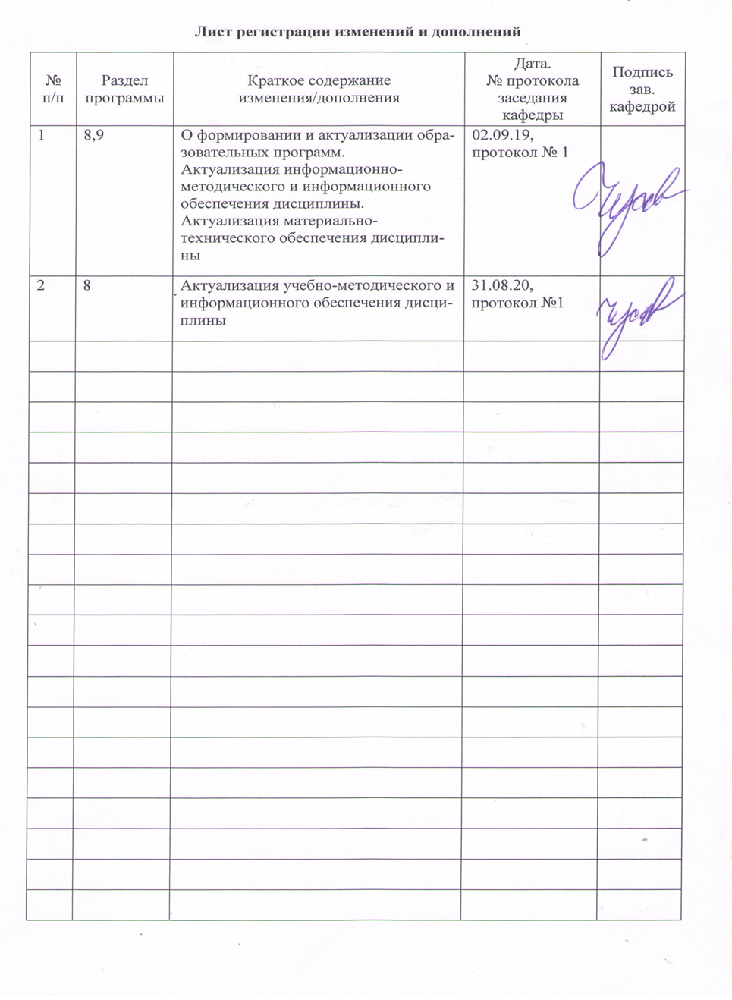 Лист регистрации изменений и дополнений
№
п/п
Раздел
программы
Краткое содержание
изменения/дополнения
Дата.
№ протокола
заседания
кафедры
Подпись
зав.
кафедрой
1
8,9
О формировании и актуализации обра-
зовательных программ.
Актуализация информационно-
методического и информационного
обеспечения дисциплины.
Актуализация материально-
технического обеспечения дисципли-
ны
02.09.19,
протокол № 1
2
8
Актуализация учебно-методического и
информационного обеспечения дисци-
плины
31.08.20,
протокол №1